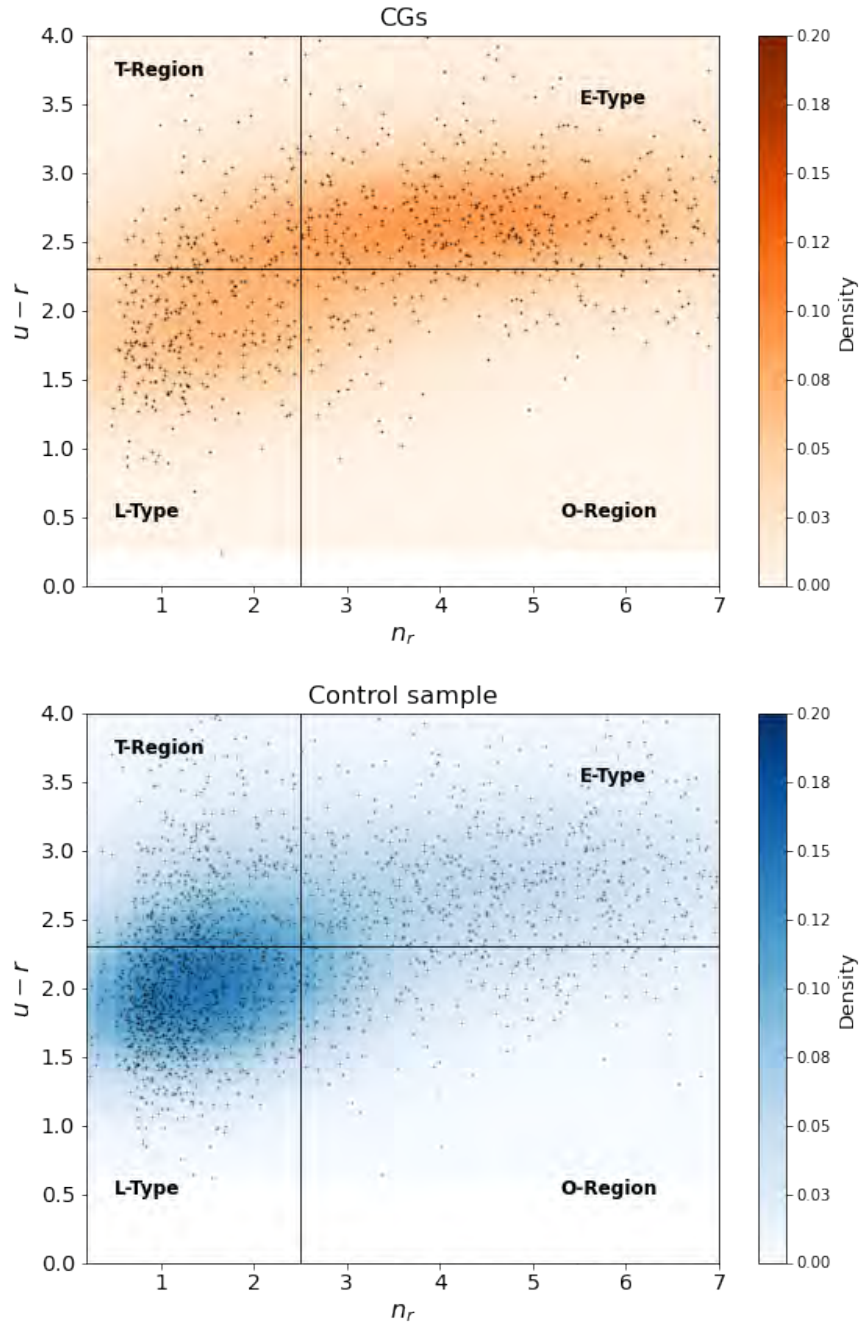 CGs
4.0
3.5
3.0
2.5
2.0
1.5
1.0
0.5
0.0
u − r
T-Region
E-Type
L-Type
O-Region
1 2 3 4 5 6 7
n_r
0.20
0.18
0.15
0.12
0.10
0.08
0.05
0.03
0.00
Density
Control sample
4.0
3.5
3.0
2.5
2.0
1.5
1.0
0.5
0.0
u − r
T-Region
E-Type
L-Type
O-Region
1 2 3 4 5 6 7
n_r
0.20
0.18
0.15
0.12
0.10
0.08
0.05
0.03
0.00
Density